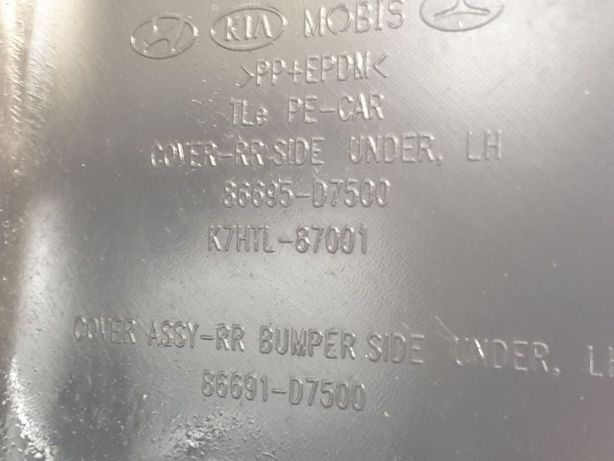 KIA MOBIS
>PP+EPDM<
TLe PE-CAR
COVER-RR SIDE UNDER, LH
86695-D7500
K7HTL-87001
COVER ASSY-RR BUMPER SIDE UNDER, LH
86691-D7500